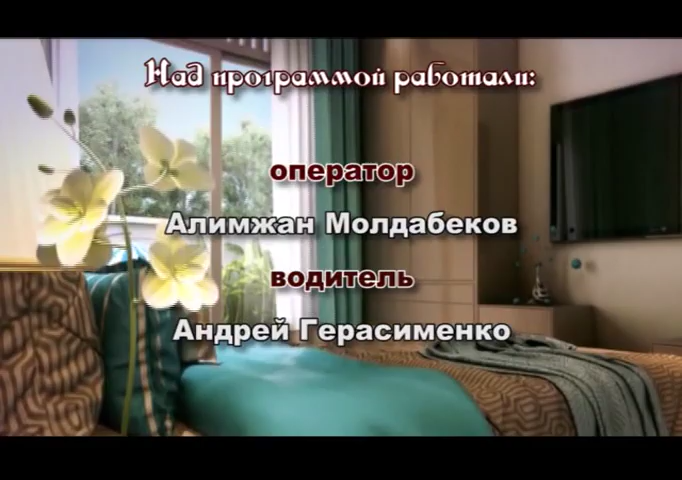 Над программой работали:
оператор
Алимжан Молдабеков
водитель
Андрей Герасименко